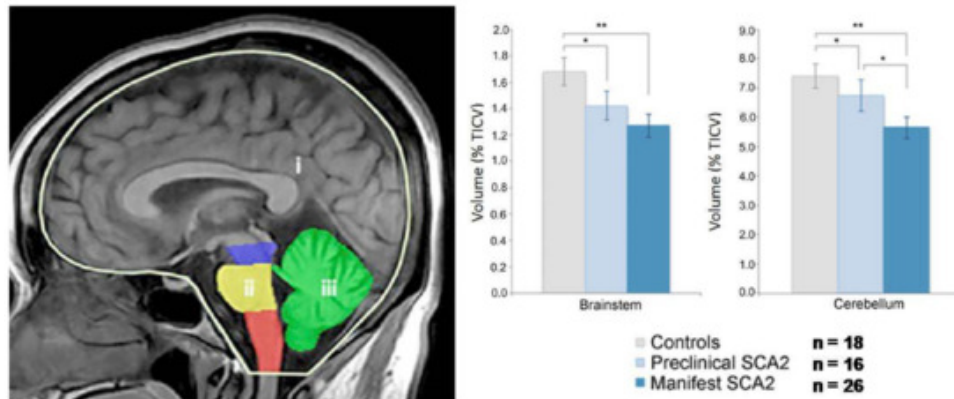 i
ii
iii
Volume (% TICV)
2.0
1.8
1.6
1.4
1.2
1.0
0.8
0.6
0.4
0.2
0.0
**
*
Brainstem
Volume (% TICV)
9.0
8.0
7.0
6.0
5.0
4.0
3.0
2.0
1.0
0.0
**
*
*
Cerebellum
Controls n = 18
Preclinical SCA2 n = 16
Manifest SCA2 n = 26